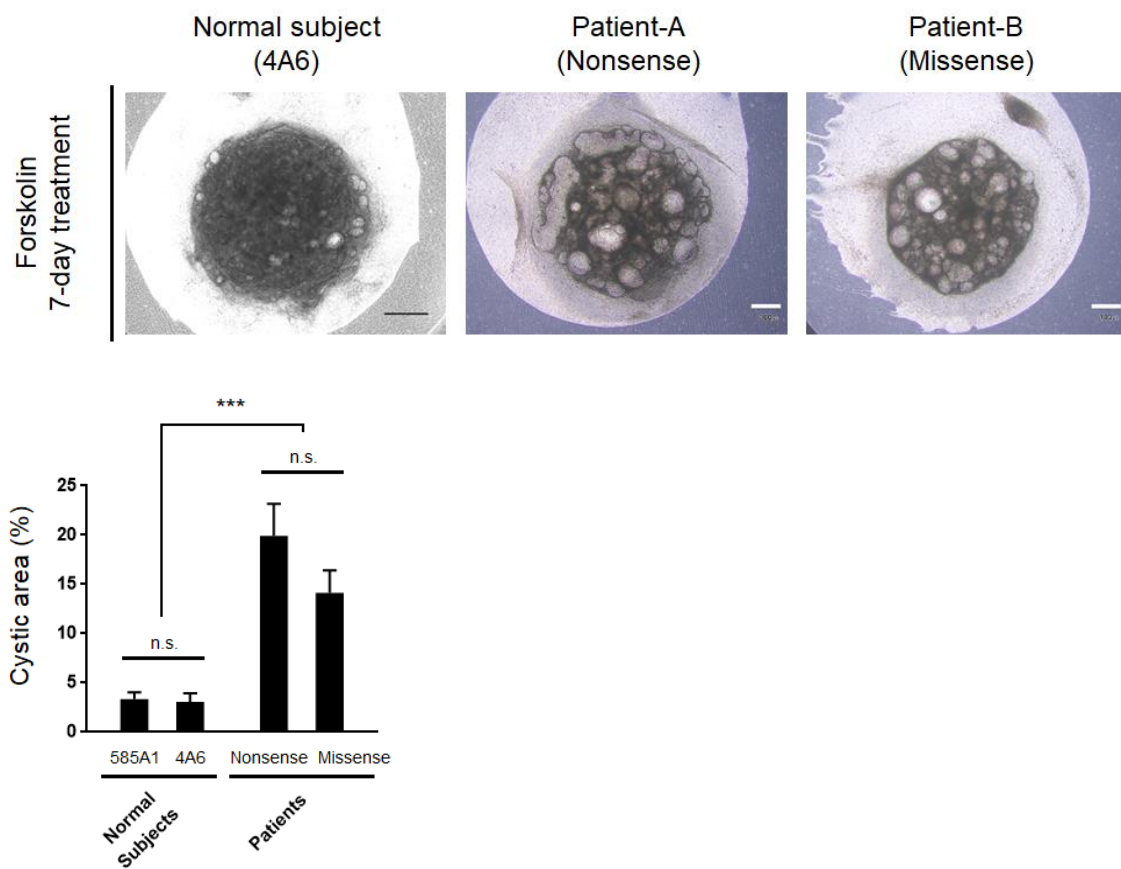 Normal subject
(4A6)
Patient-A
(Nonsense)
Patient-B
(Missense)
Forskolin
7-day treatment
***
n.s.
n.s.
Cystic area (%)
25
20
15
10
5
0
585A1
4A6
Nonsense
Missense
Normal
Subjects
Patients